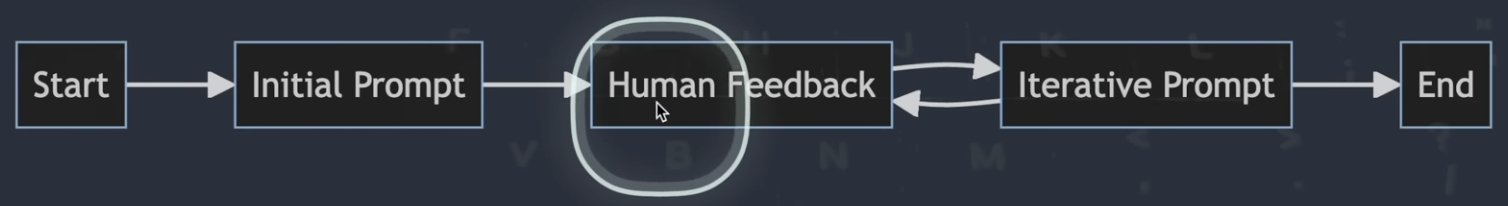 Start
Initial Prompt
Human Feedback
Iterative Prompt
End
F
H
J
K
L
V
B
N
M
<
>
?